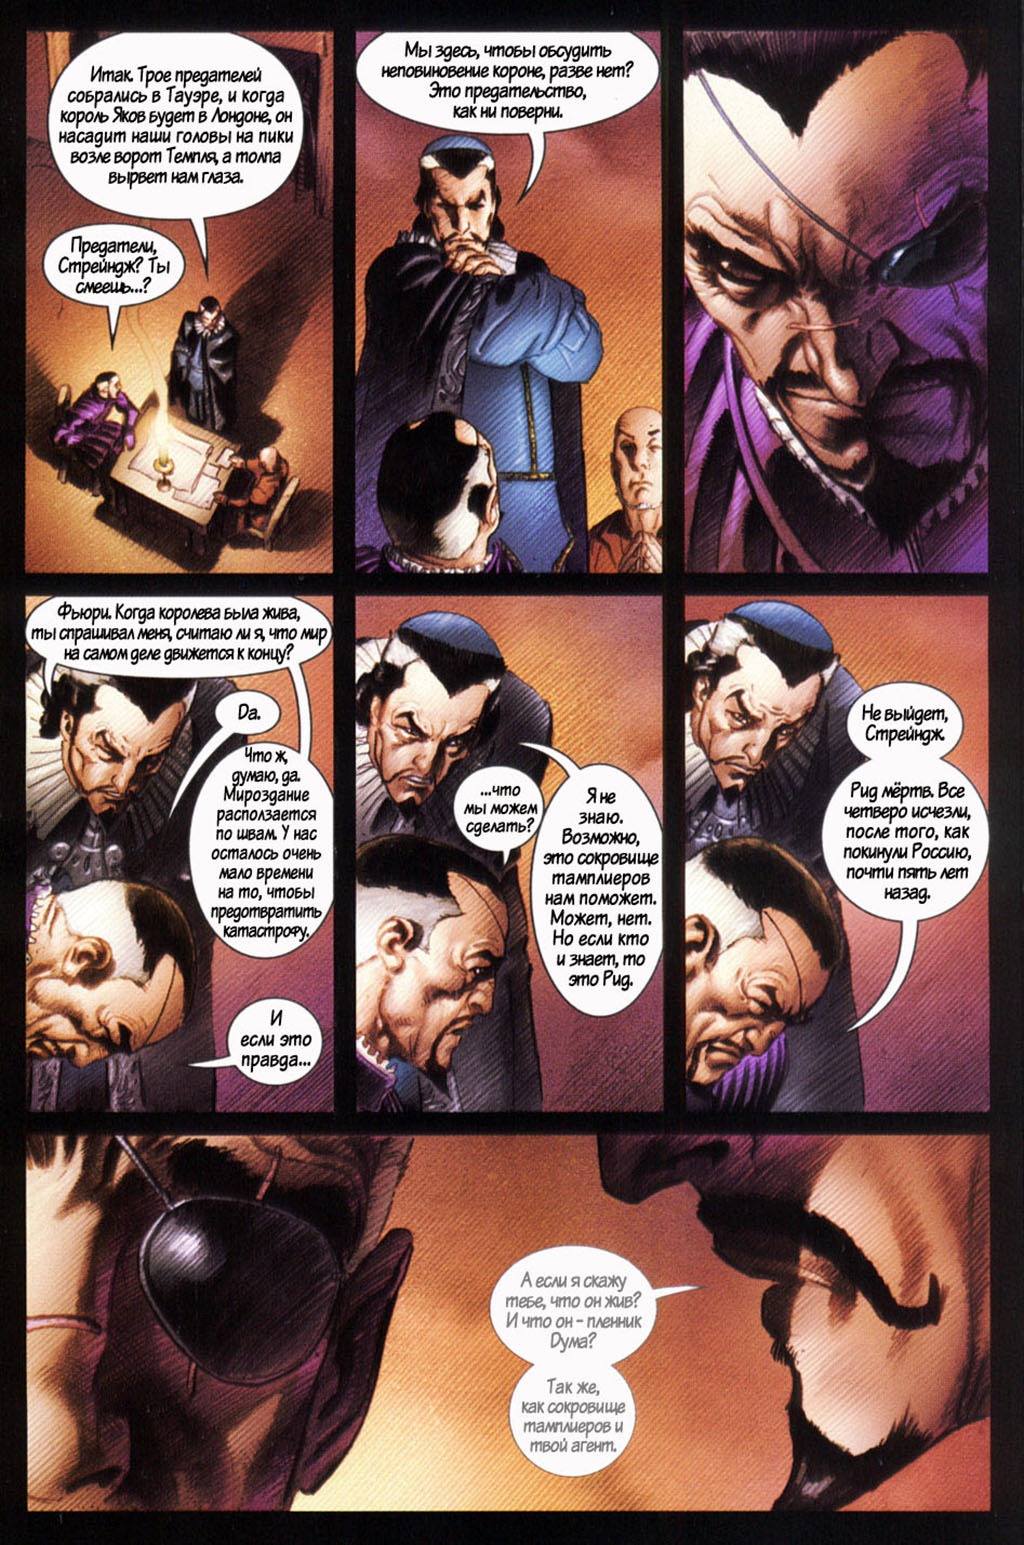 Итак. Трое предателей
собрались в Тауэре, и когда
король Яков будет в Лондоне, он
насадит наши головы на пики
возле ворот Темпля, а толпа
вырвет нам глаза.
Предатели,
Стрейндж? Ты
смеешь...?
Мы здесь, чтобы обсудить
неповиновение короне, разве нет?
Это предательство,
как ни поверни.
Фьюри. Когда королева была жива,
ты спрашивал меня, считаю ли я, что мир
на самом деле движется к концу?
Да.
Что ж,
думаю, да.
Мироздание
расползается
по швам. У нас
осталось очень
мало времени
на то, чтобы
предотвратить
катастрофу.
И
если это
правда...
...что
мы можем
сделать?
Я не
знаю.
Возможно,
это сокровище
тамплиеров
нам поможет.
Может, нет.
Но если кто
и знает, то
это Рид.
Не выйдет,
Стрейндж.
Рид мёртв. Все
четверо исчезли,
после того, как
покинули Россию,
почти пять лет
назад.
А если я скажу
тебе, что он жив?
И что он - пленник
Дума?
Так же,
как сокровище
тамплиеров и
твой агент.